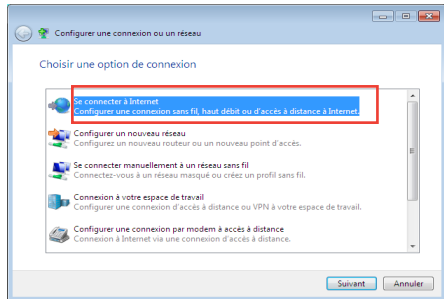 Configurer une connexion ou un réseau
Choisir une option de connexion
Se connecter à Internet
Configurer une connexion sans fil, haut débit ou d'accès à distance à Internet.
Configurer un nouveau réseau
Configurez un nouveau routeur ou un nouveau point d'accès.
Se connecter manuellement à un réseau sans fil
Connectez-vous à un réseau masqué ou créez un profil sans fil.
Connexion à votre espace de travail
Configurer une connexion d'accès à distance ou VPN à votre espace de travail.
Configurer une connexion par modem à accès à distance
Connexion à Internet via une connexion d'accès à distance.
Suivant
Annuler